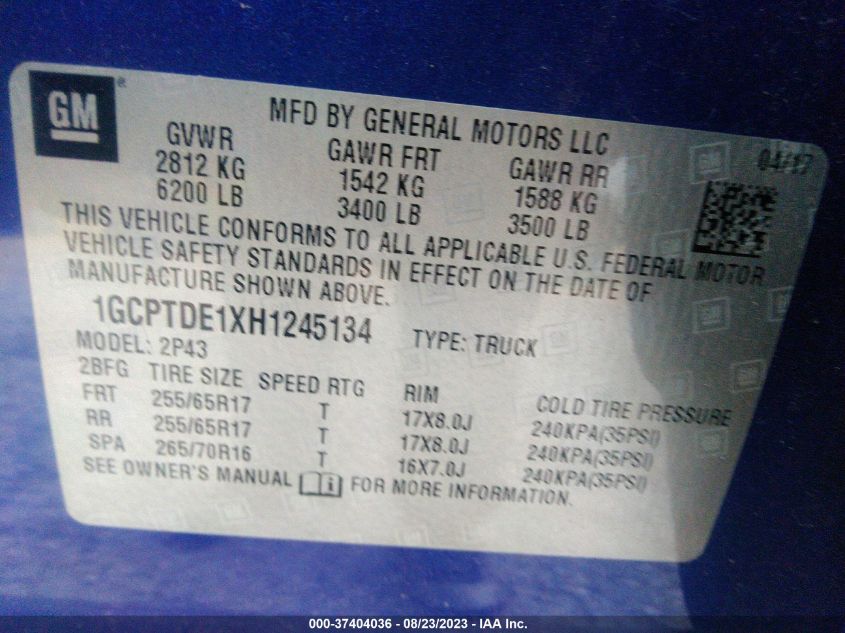 GM®
MFD BY GENERAL MOTORS LLC
04/17
GVWR GAWR FRT GAWR RR
2812 KG 1542 KG 1588 KG
6200 LB 3400 LB 3500 LB
THIS VEHICLE CONFORMS TO ALL APPLICABLE U.S. FEDERAL MOTOR
VEHICLE SAFETY STANDARDS IN EFFECT ON THE DATE OF
MANUFACTURE SHOWN ABOVE.
1GCPTDE1XH1245134 TYPE: TRUCK
MODEL: 2P43
2BFG TIRE SIZE SPEED RTG RIM COLD TIRE PRESSURE
FRT 255/65R17 T 17X8.0J 240KPA(35PSI)
RR 255/65R17 T 17X8.0J 240KPA(35PSI)
SPA 265/70R16 T 16X7.0J 240KPA(35PSI)
SEE OWNER'S MANUAL FOR MORE INFORMATION.
000-37404036 - 08/23/2023 - IAA Inc.